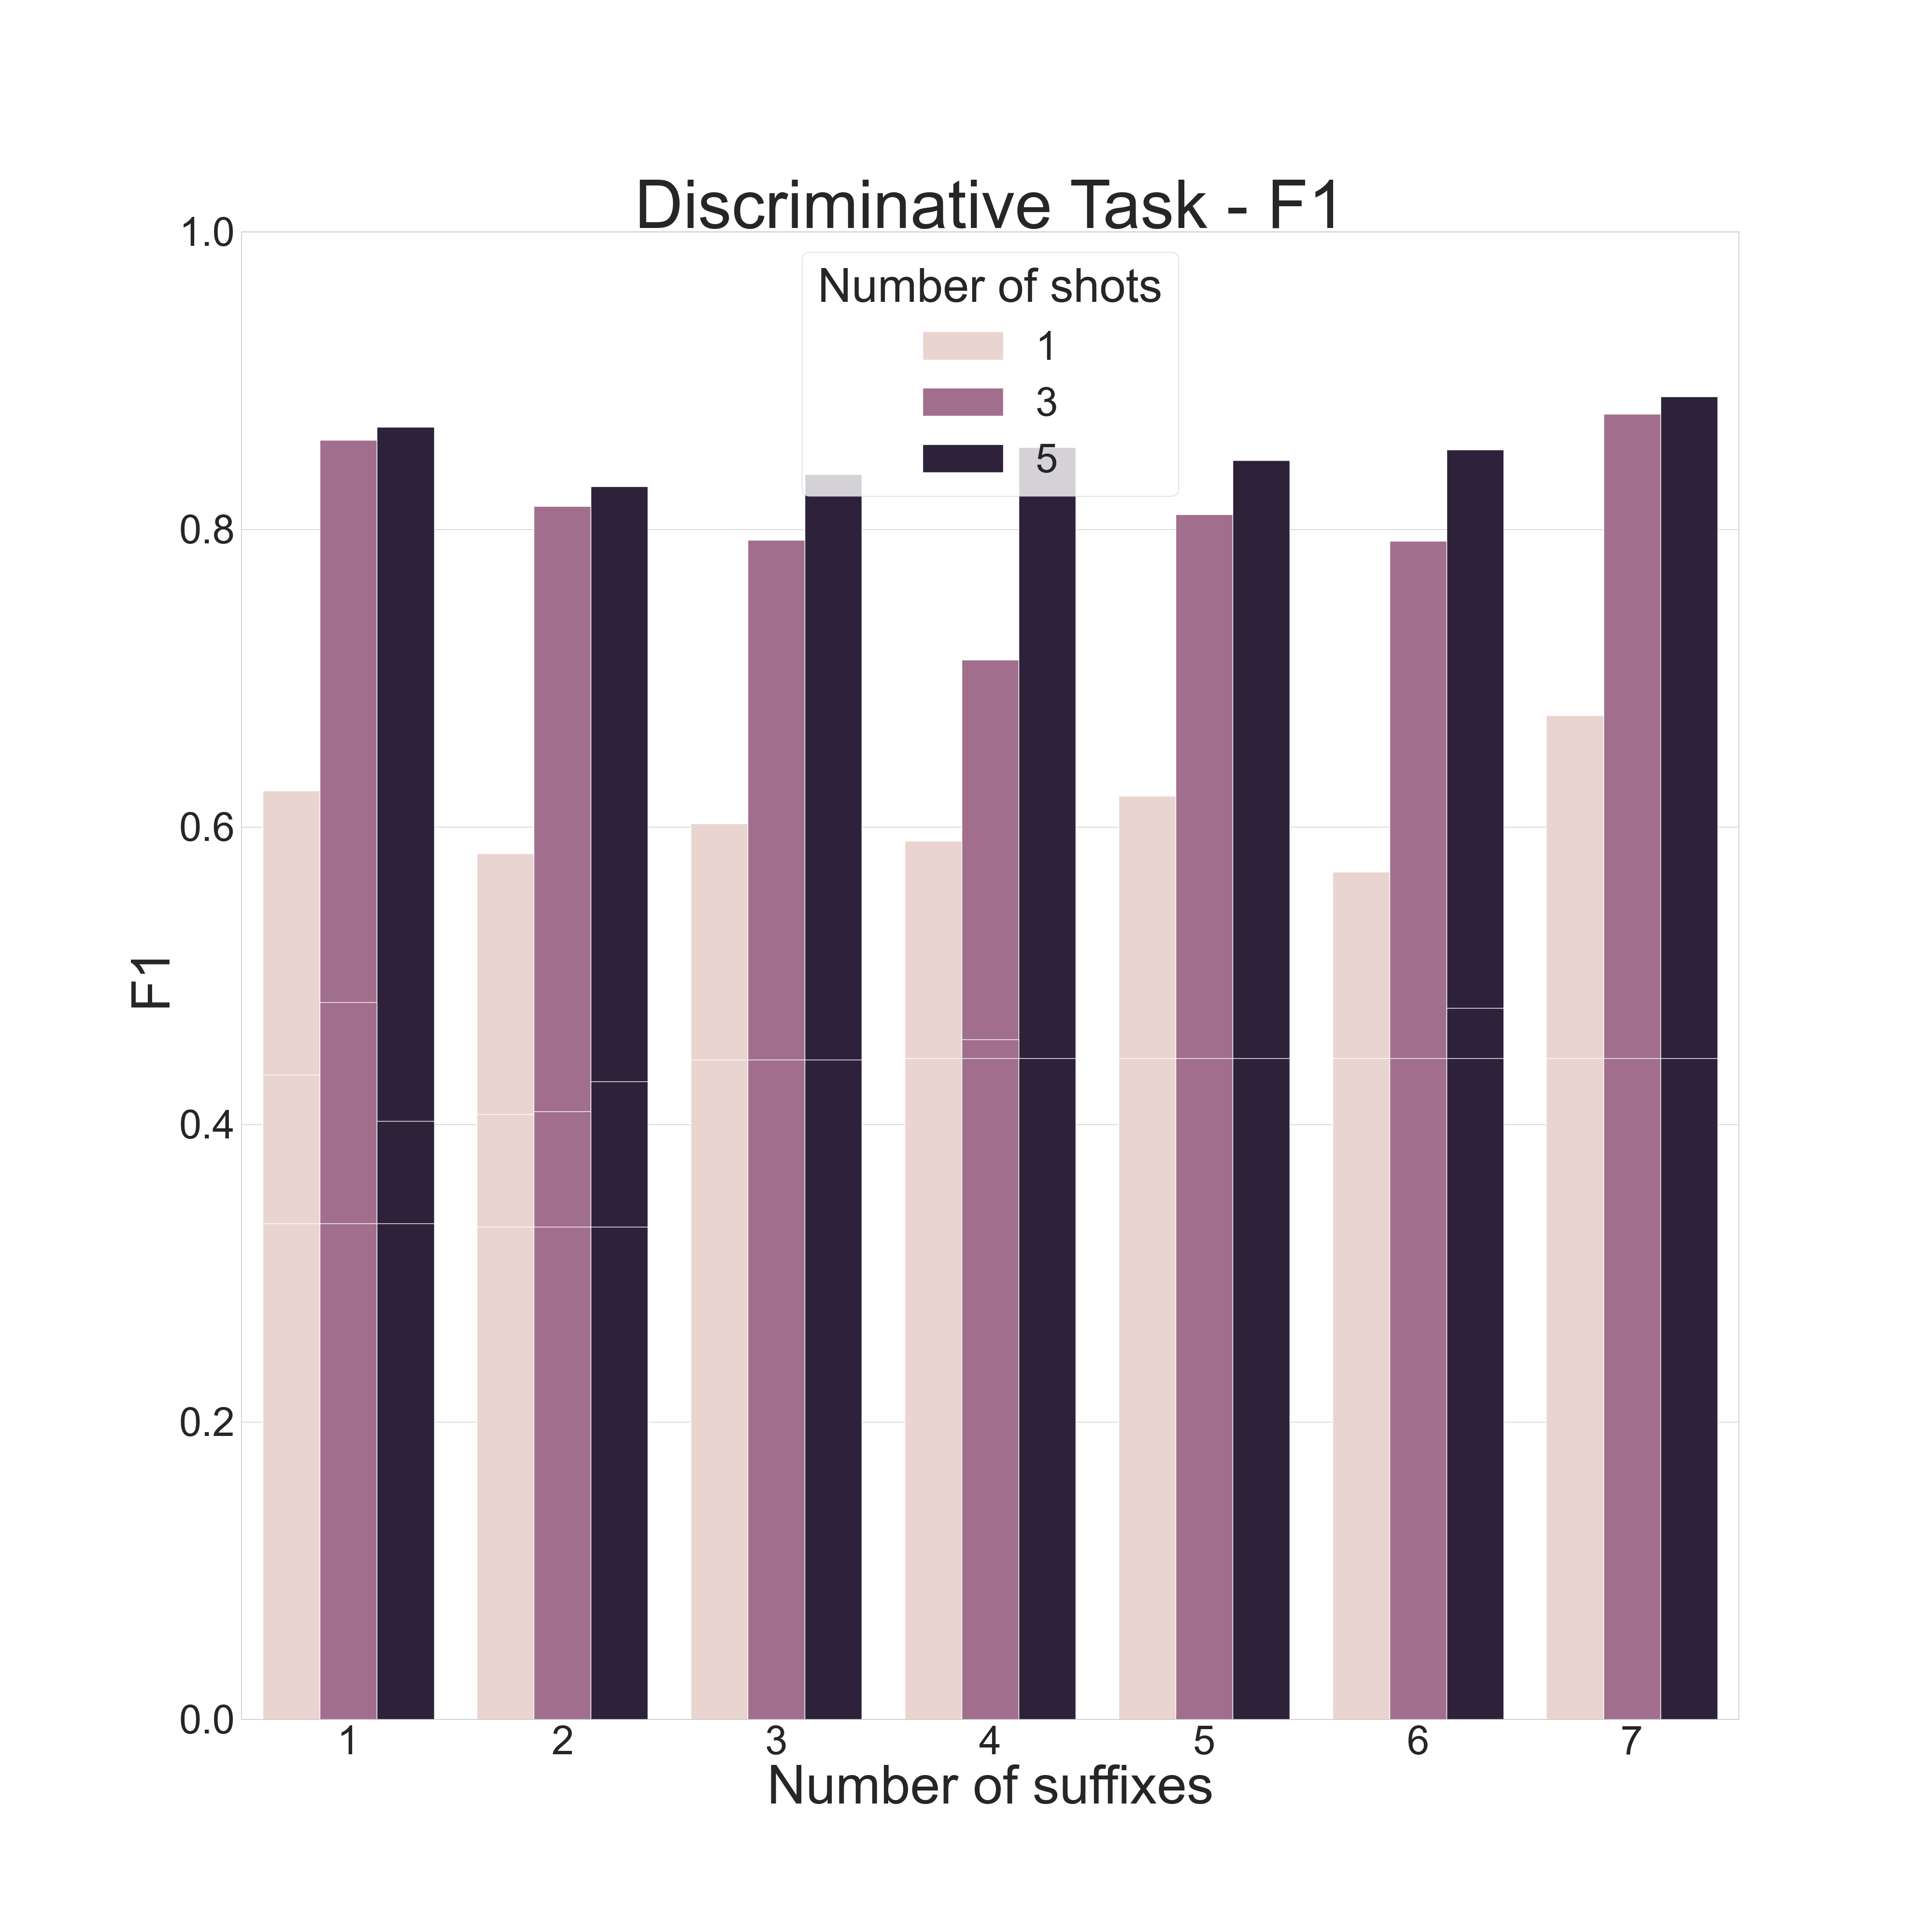 Discriminative Task - F1
Number of shots
1
3
5
1.0
0.8
0.6
0.4
0.2
0.0
F1
1 2 3 4 5 6 7
Number of suffixes